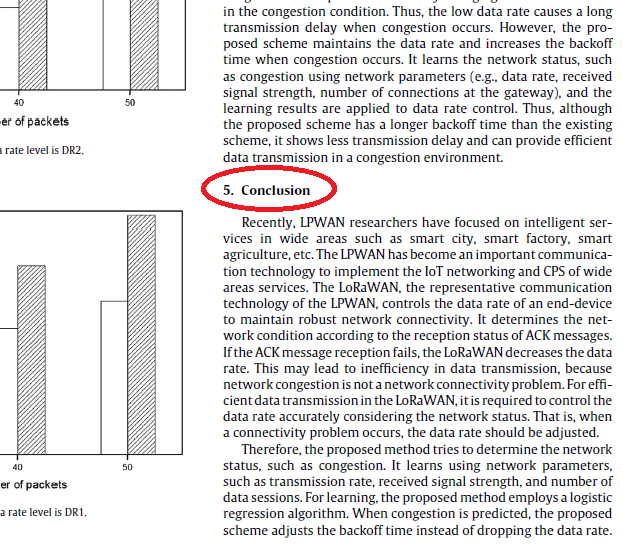 40 50
er of packets
a rate level is DR2.
40 50
er of packets
a rate level is DR1.
in the congestion condition. Thus, the low data rate causes a long
transmission delay when congestion occurs. However, the pro-
posed scheme maintains the data rate and increases the backoff
time when congestion occurs. It learns the network status, such
as congestion using network parameters (e.g., data rate, received
signal strength, number of connections at the gateway), and the
learning results are applied to data rate control. Thus, although
the proposed scheme has a longer backoff time than the existing
scheme, it shows less transmission delay and can provide efficient
data transmission in a congestion environment.
5. Conclusion
Recently, LPWAN researchers have focused on intelligent ser-
vices in wide areas such as smart city, smart factory, smart
agriculture, etc. The LPWAN has become an important communica-
tion technology to implement the IoT networking and CPS of wide
areas services. The LoRaWAN, the representative communication
technology of the LPWAN, controls the data rate of an end-device
to maintain robust network connectivity. It determines the net-
work condition according to the reception status of ACK messages.
If the ACK message reception fails, the LoRaWAN decreases the data
rate. This may lead to inefficiency in data transmission, because
network congestion is not a network connectivity problem. For effi-
cient data transmission in the LoRaWAN, it is required to control the
data rate accurately considering the network status. That is, when
a connectivity problem occurs, the data rate should be adjusted.
Therefore, the proposed method tries to determine the network
status, such as congestion. It learns using network parameters,
such as transmission rate, received signal strength, and number of
data sessions. For learning, the proposed method employs a logistic
regression algorithm. When congestion is predicted, the proposed
scheme adjusts the backoff time instead of dropping the data rate.